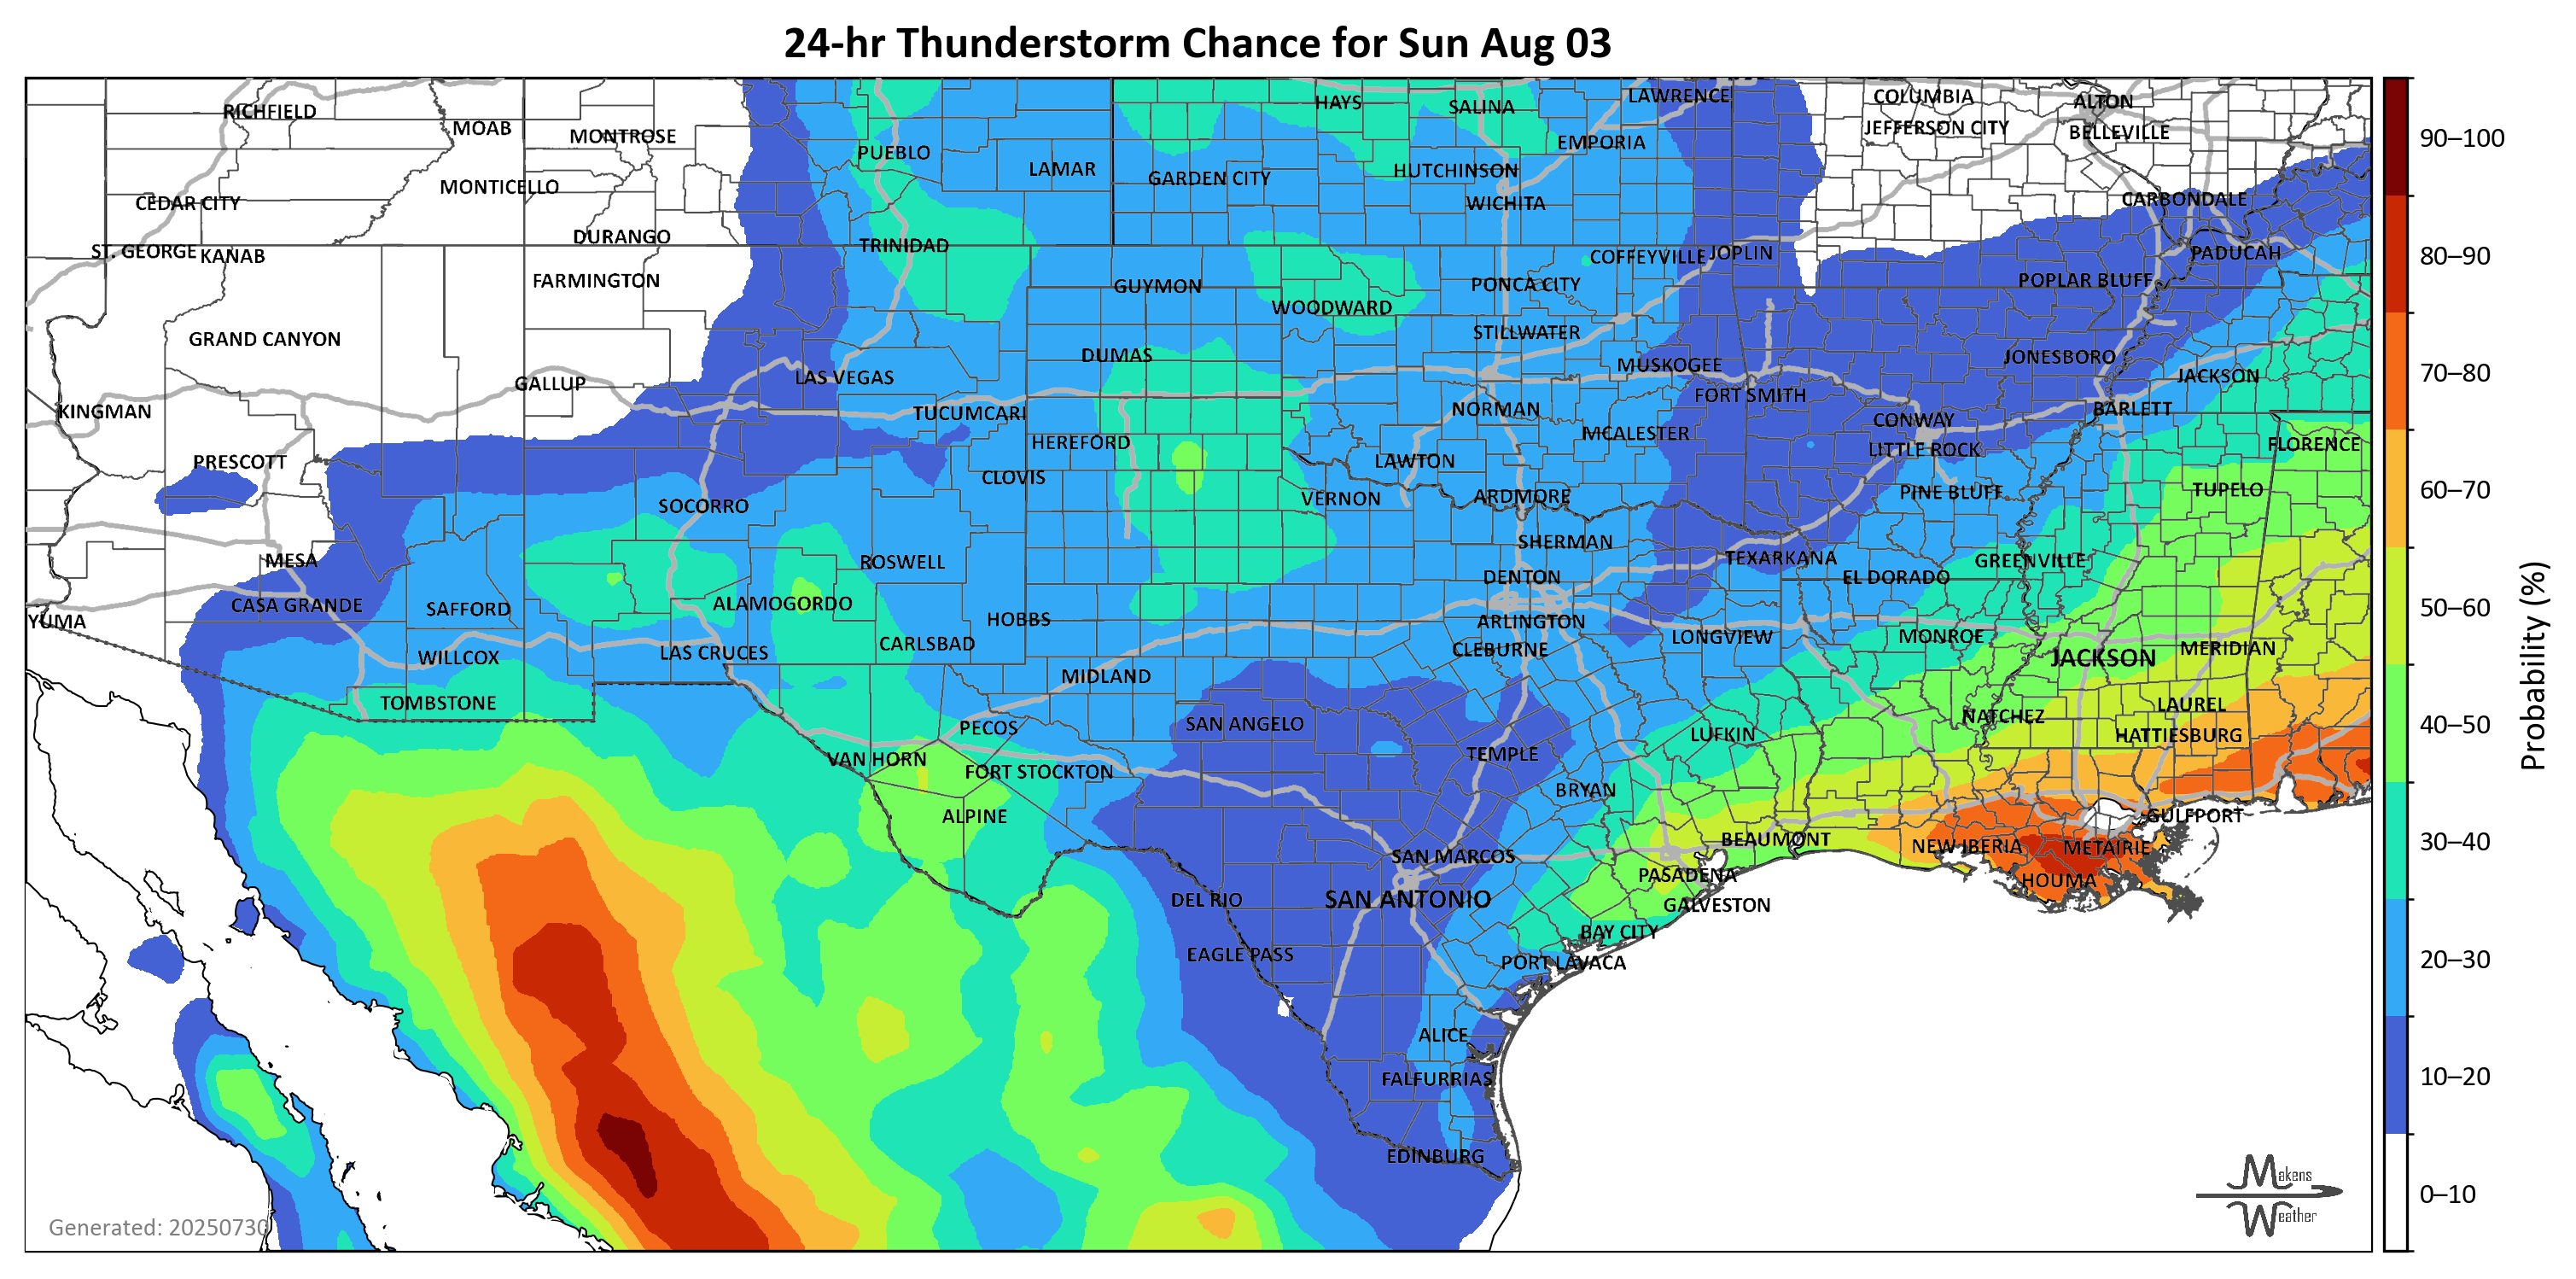 24-hr Thunderstorm Chance for Sun Aug 03
RICHFIELD
MOAB
MONTROSE
PUEBLO
LAMAR
GARDEN CITY
HAYS
SALINA
HUTCHINSON
LAWRENCE
EMPORIA
WICHITA
COLUMBIA
JEFFERSON CITY
ALTON
BELLEVILLE
CARBONDALE
CEDAR CITY
MONTICELLO
DURANGO
TRINIDAD
ST. GEORGE
KANAB
FARMINGTON
GUYMON
WOODWARD
PONCA CITY
COFFEYVILLE
JOPLIN
POPLAR BLUFF
PADUCAH
GRAND CANYON
STILLWATER
DUMAS
MUSKOGEE
JONESBORO
JACKSON
GALLUP
LAS VEGAS
KINGMAN
TUCUMCARI
NORMAN
FORT SMITH
CONWAY
BARLETT
HEREFORD
MCALESTER
LITTLE ROCK
FLORENCE
PRESCOTT
CLOVIS
LAWTON
SOCORRO
VERNON
ARDMORE
PINE BLUFF
TUPELO
MESA
ROSWELL
SHERMAN
TEXARKANA
GREENVILLE
DENTON
EL DORADO
CASA GRANDE
SAFFORD
ALAMOGORDO
HOBBS
ARLINGTON
YUMA
CARLSBAD
CLEBURNE
LONGVIEW
MONROE
WILLCOX
LAS CRUCES
JACKSON
MERIDIAN
TOMBSTONE
MIDLAND
LAUREL
PECOS
SAN ANGELO
NATCHEZ
LUFKIN
HATTIESBURG
VAN HORN
FORT STOCKTON
TEMPLE
BRYAN
ALPINE
GULFPORT
BEAUMONT
NEW IBERIA
METAIRIE
SAN MARCOS
PASADENA
HOUMA
DEL RIO
SAN ANTONIO
GALVESTON
BAY CITY
EAGLE PASS
PORT LAVACA
ALICE
FALFURRIAS
EDINBURG
Generated: 20250730
Makens
Weather
90–100
80–90
70–80
60–70
50–60
40–50
30–40
20–30
10–20
0–10
Probability (%)